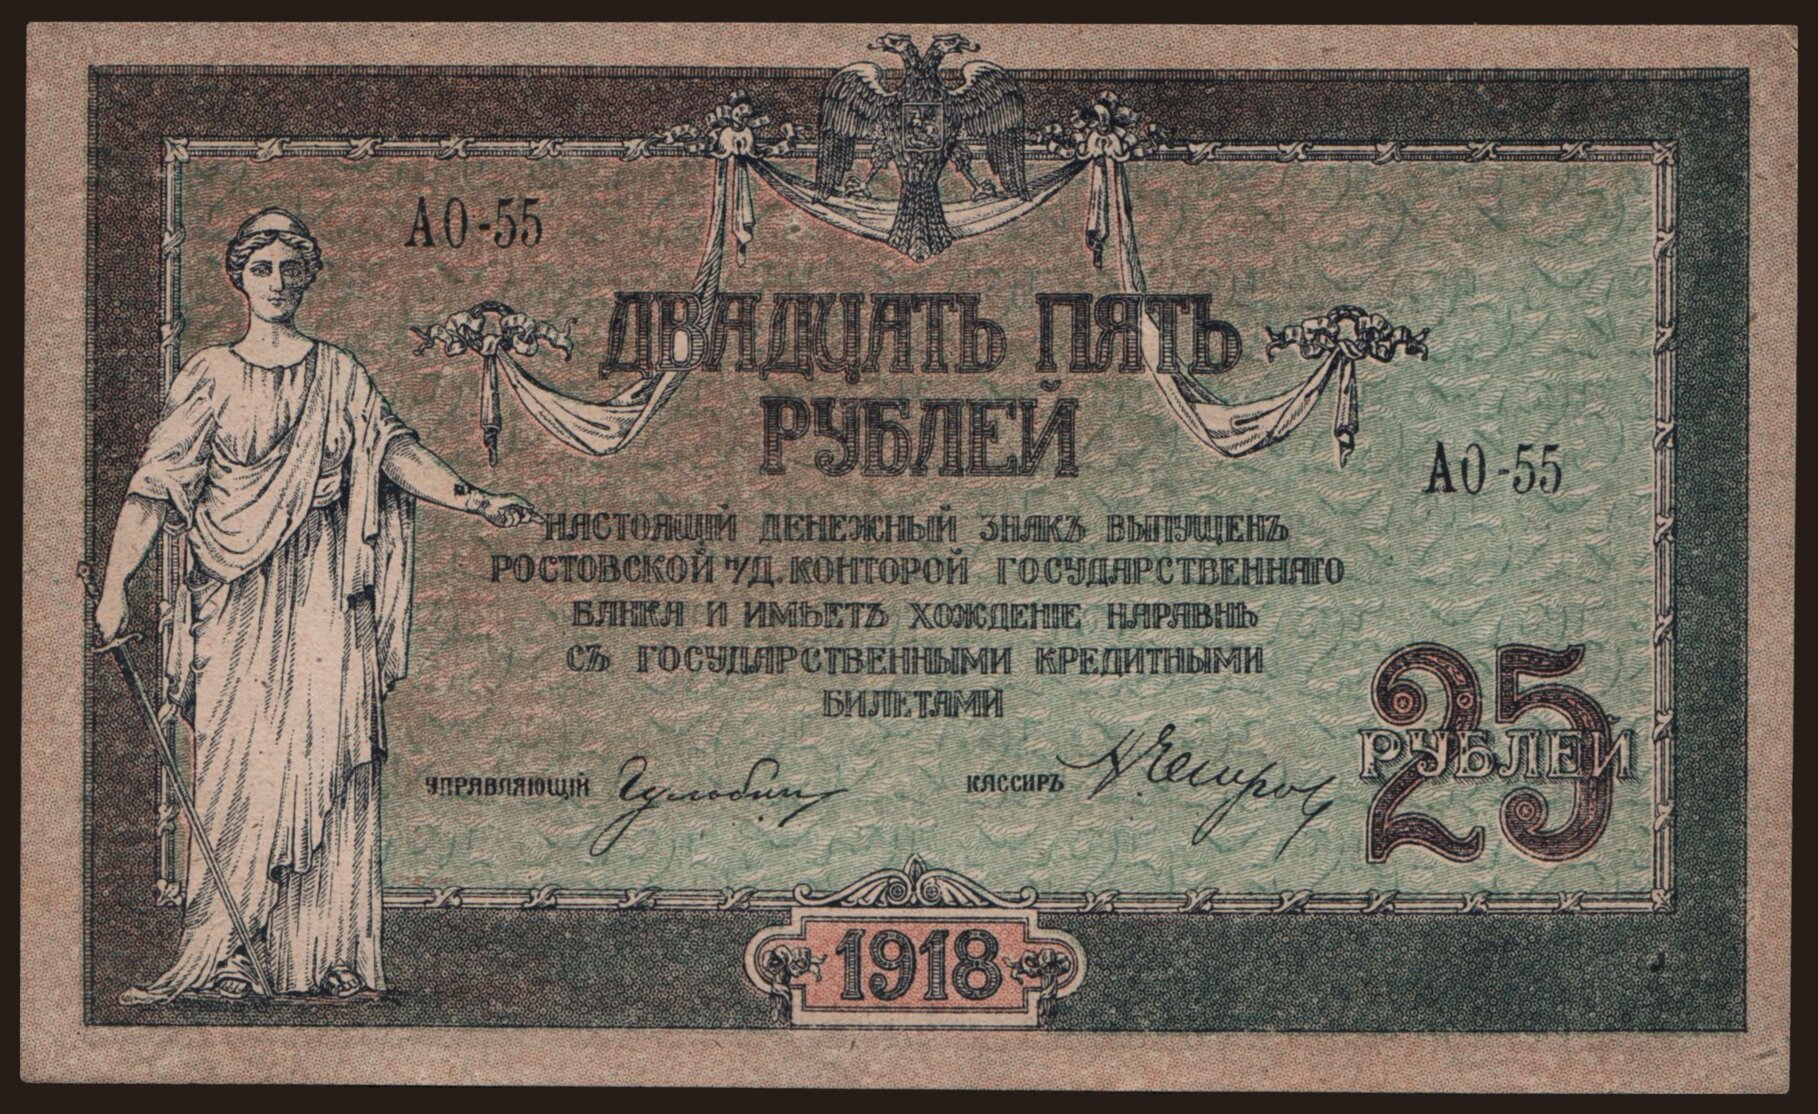 АО-55
ДВАДЦАТЬ ПЯТЬ
РУБЛЕЙ
АО-55
НАСТОЯЩІЙ ДЕНЕЖНЫЙ ЗНАКЪ ВЫПУЩЕНЪ
РОСТОВСКОЙ Н/Д. КОНТОРОЙ ГОСУДАРСТВЕННАГО
БАНКА И ИМѢЕТЪ ХОЖДЕНІЕ НАРАВНѢ
СЪ ГОСУДАРСТВЕННЫМИ КРЕДИТНЫМИ
БИЛЕТАМИ
25
РУБЛЕЙ
УПРАВЛЯЮЩІЙ
КАССИРЪ
1918